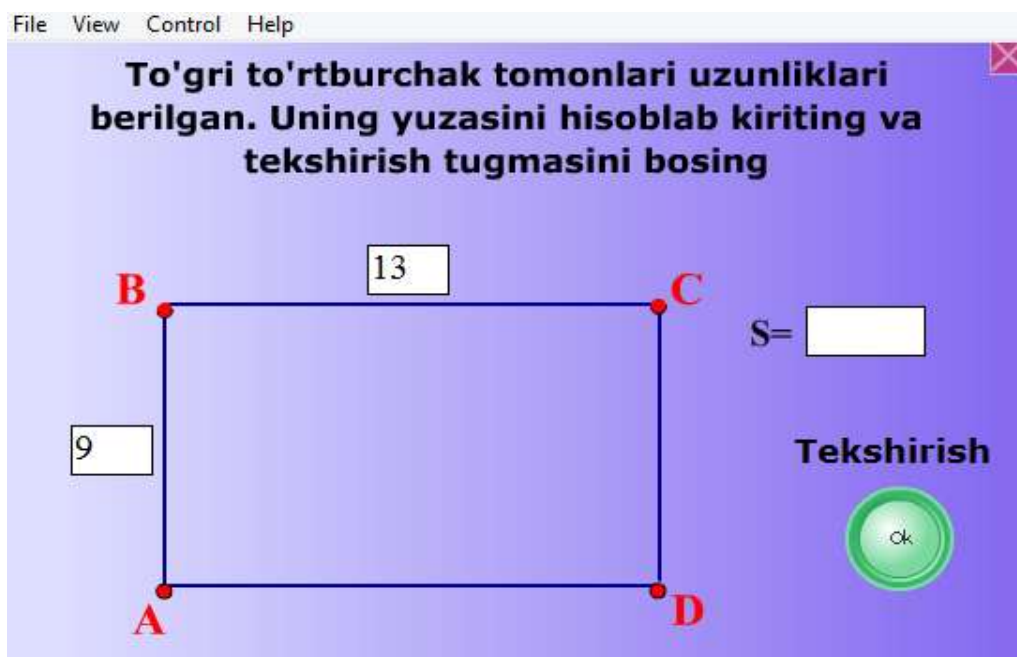 File View Control Help
To'gri to'rtburchak tomonlari uzunliklari
berilgan. Uning yuzasini hisoblab kiriting va
tekshirish tugmasini bosing
13
B
C
S=
9
Tekshirish
Ok
A
D